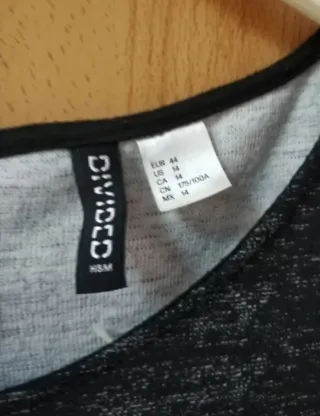 DIVIDED
H&M
EUR 44
US 14
CA 14
CN 175/100A
MX 14